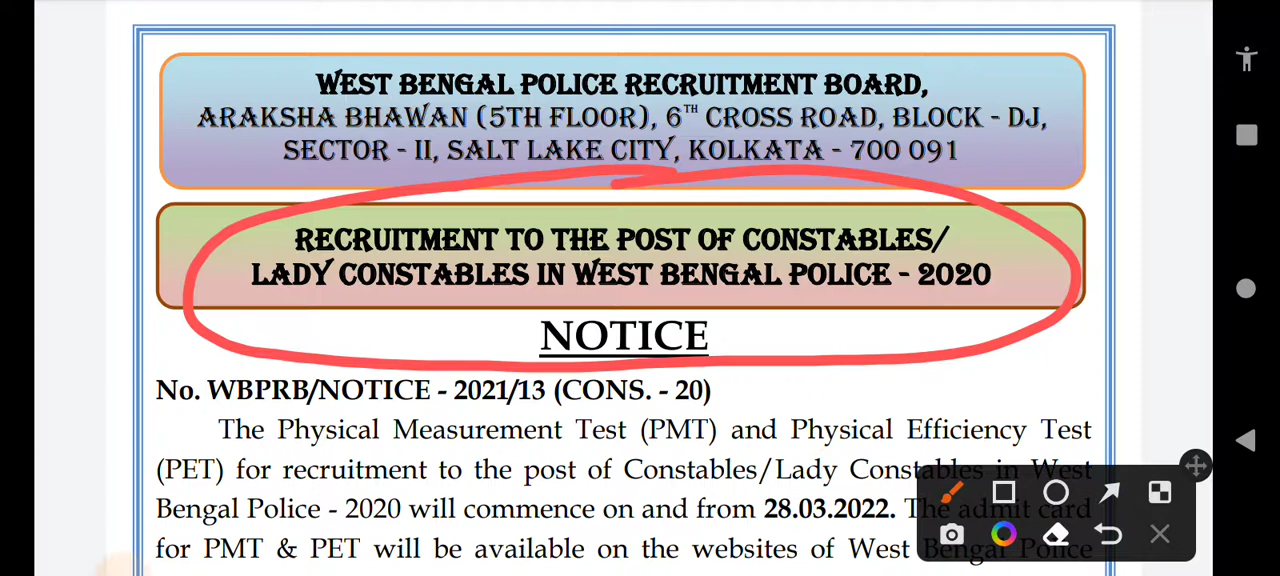 WEST BENGAL POLICE RECRUITMENT BOARD,
ARAKSHA BHAWAN (5TH FLOOR), 6TH CROSS ROAD, BLOCK - DJ,
SECTOR - II, SALT LAKE CITY, KOLKATA - 700 091
RECRUITMENT TO THE POST OF CONSTABLES/
LADY CONSTABLES IN WEST BENGAL POLICE - 2020
NOTICE
No. WBPRB/NOTICE - 2021/13 (CONS. - 20)
The Physical Measurement Test (PMT) and Physical Efficiency Test
(PET) for recruitment to the post of Constables/Lady Constables in West
Bengal Police - 2020 will commence on and from 28.03.2022. The admit card
for PMT & PET will be available on the websites of West Bengal Police